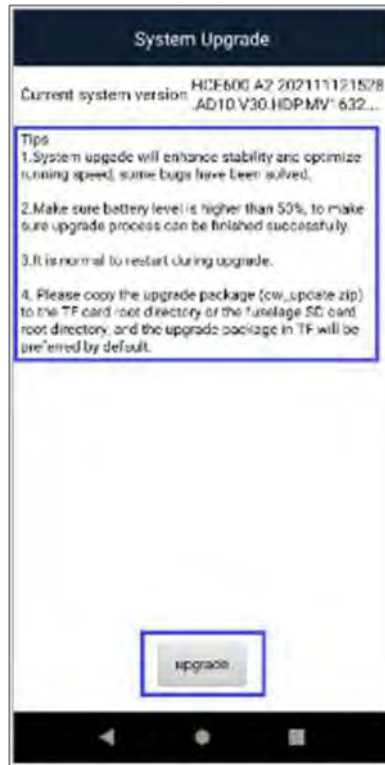 System Upgrade
Current system version HCE600 A2 202111121528
.AD10.V30.HDP.MV1632...
Tips
1.System upgade will enhance stability and optimize
running speed, some bugs have been solved.
2.Make sure battery level is higher than 50%, to make
sure upgrade process can be finished successfully.
3.It is normal to restart during upgrade.
4. Please copy the upgrade package (cw_update.zip)
to the TF card root directory or the fuselage SD card
root directory, and the upgrade package in TF will be
preferred by default.
upgrade